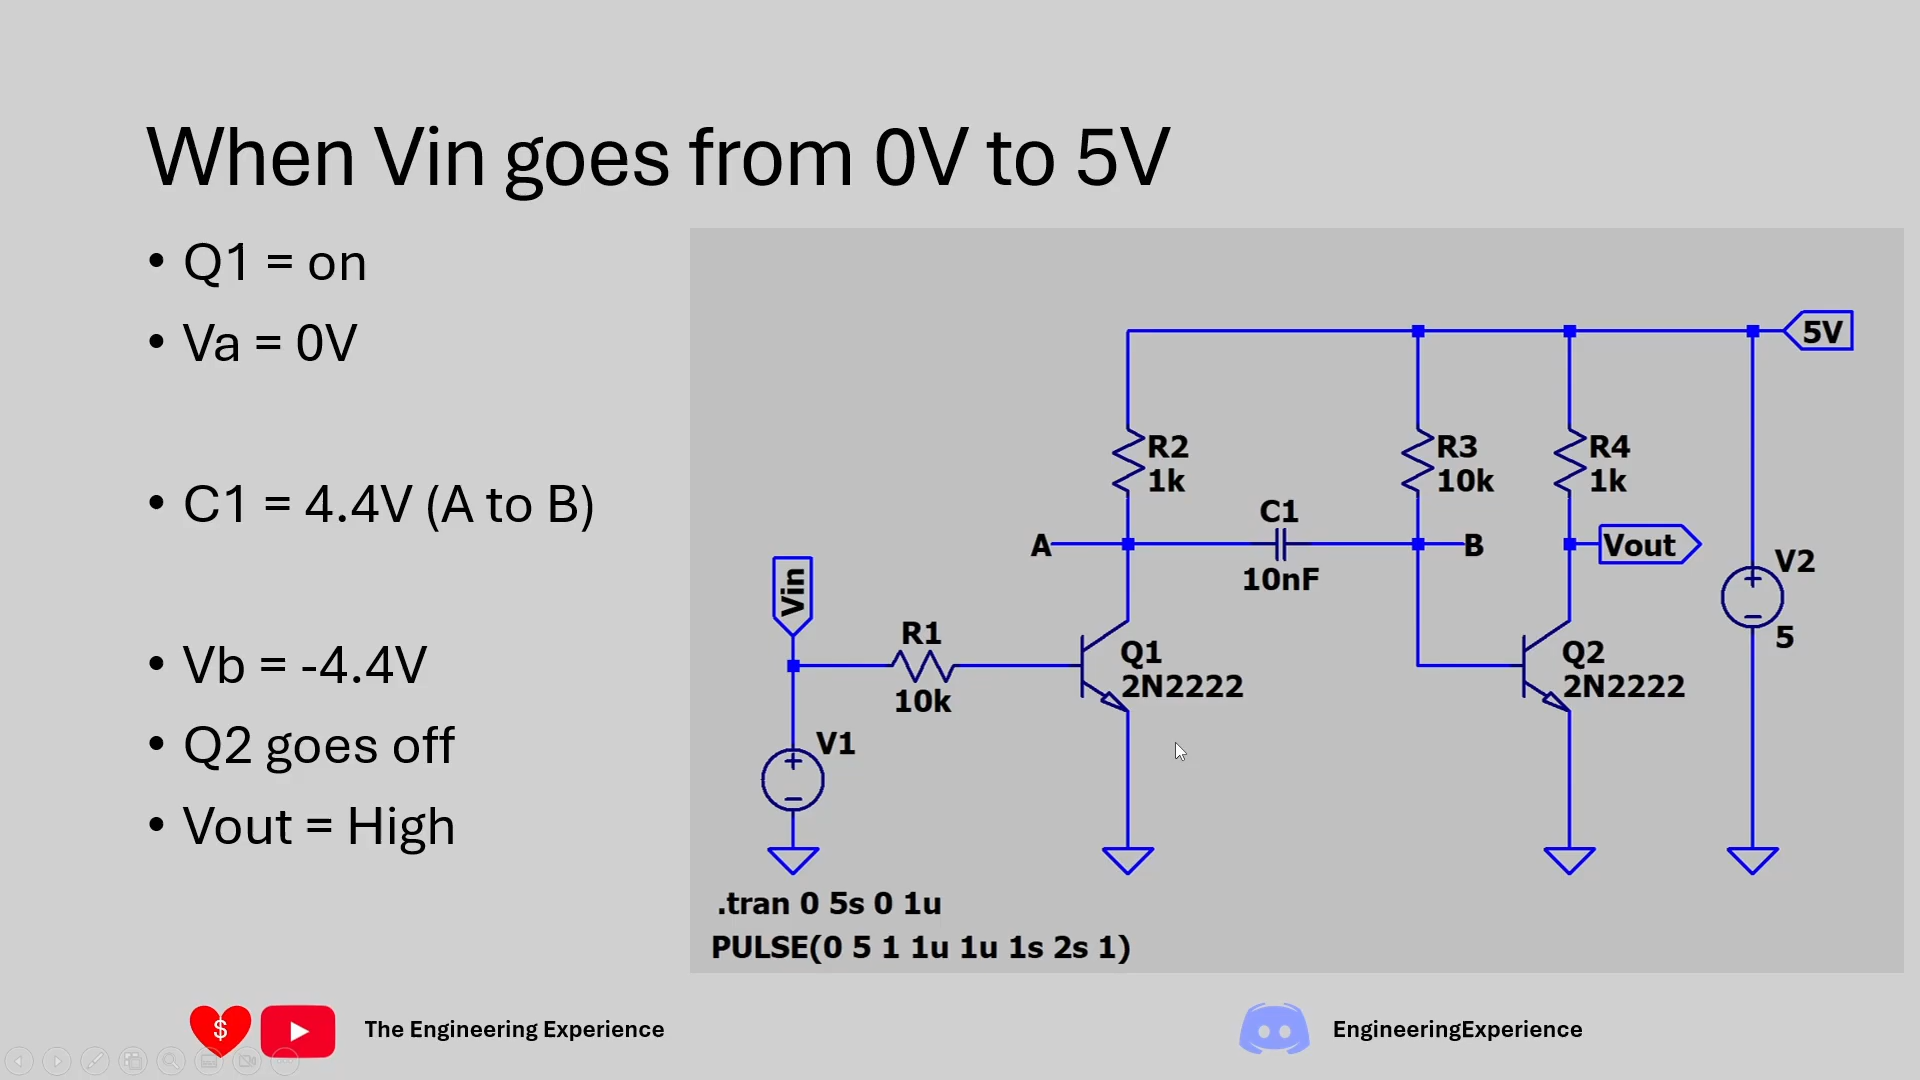 When Vin goes from 0V to 5V
• Q1 = on
• Va = 0V
• C1 = 4.4V (A to B)
• Vb = -4.4V
• Q2 goes off
• Vout = High
5V
R2
1k
R3
10k
R4
1k
C1
10nF
A
B
Vout
V2
5
Vin
R1
10k
Q1
2N2222
Q2
2N2222
V1
.tran 0 5s 0 1u
PULSE(0 5 1 1u 1u 1s 2s 1)
$
The Engineering Experience
EngineeringExperience